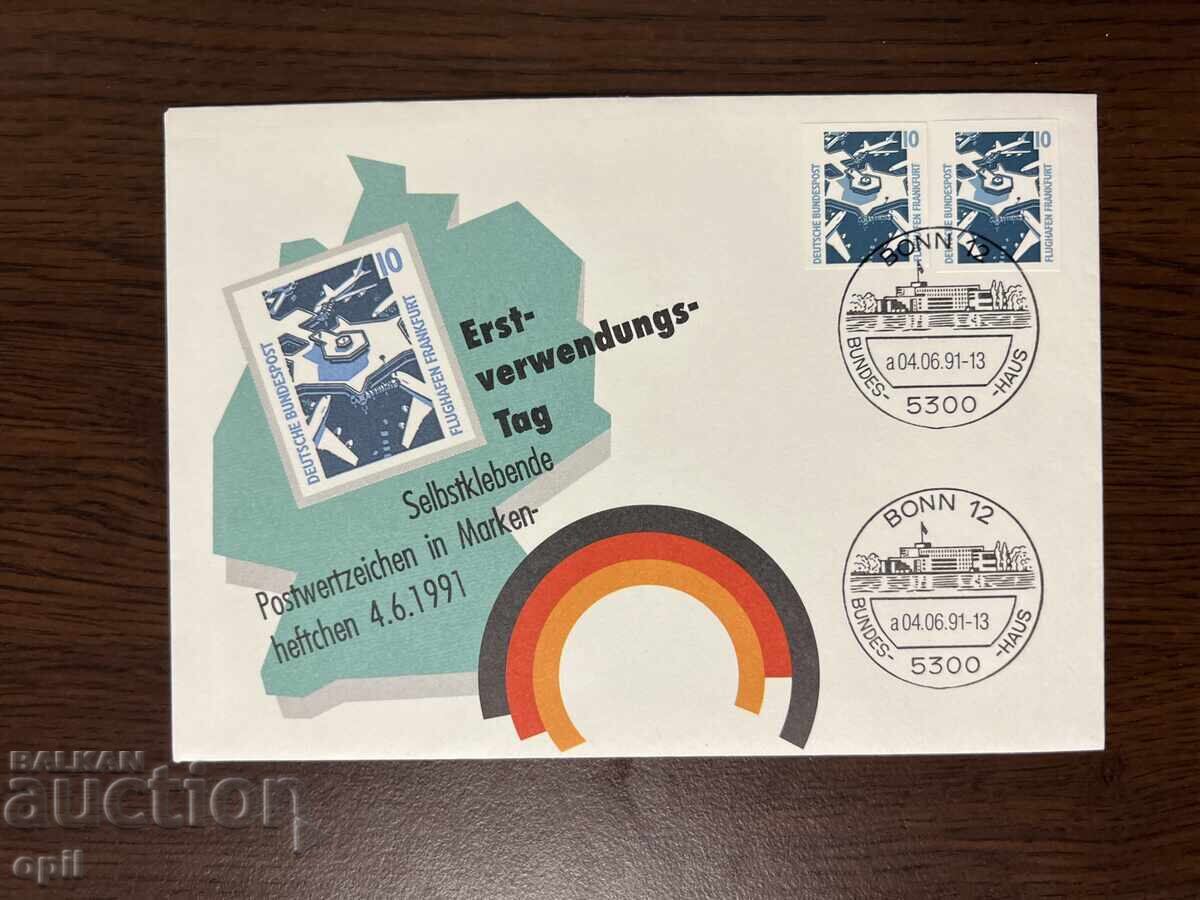 10
DEUTSCHE BUNDESPOST
FLUGHAFEN FRANKFURT
10
DEUTSCHE BUNDESPOST
FLUGHAFEN FRANKFURT
BONN 12
a 04.06.91-13
BUNDES-
-HAUS
5300
10
DEUTSCHE BUNDESPOST
FLUGHAFEN FRANKFURT
Erst-
verwendungs-
Tag
Selbstklebende
Postwertzeichen in Marken-
heftchen 4.6.1991
BONN 12
a 04.06.91-13
BUNDES-
-HAUS
5300
BALKAN
auction
opil